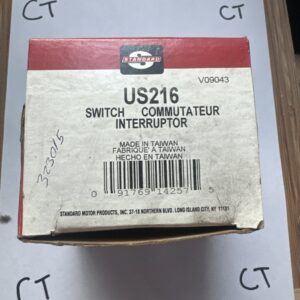 CT
CT
STANDARD
V09043
US216
SWITCH COMMUTATEUR
INTERRUPTOR
MADE IN TAIWAN
FABRIQUÉ A TAIWAN
HECHO EN TAIWAN
323015
0 91769 14257 5
STANDARD MOTOR PRODUCTS, INC. 37-18 NORTHERN BLVD. LONG ISLAND CITY, NY 11101
CT
CT